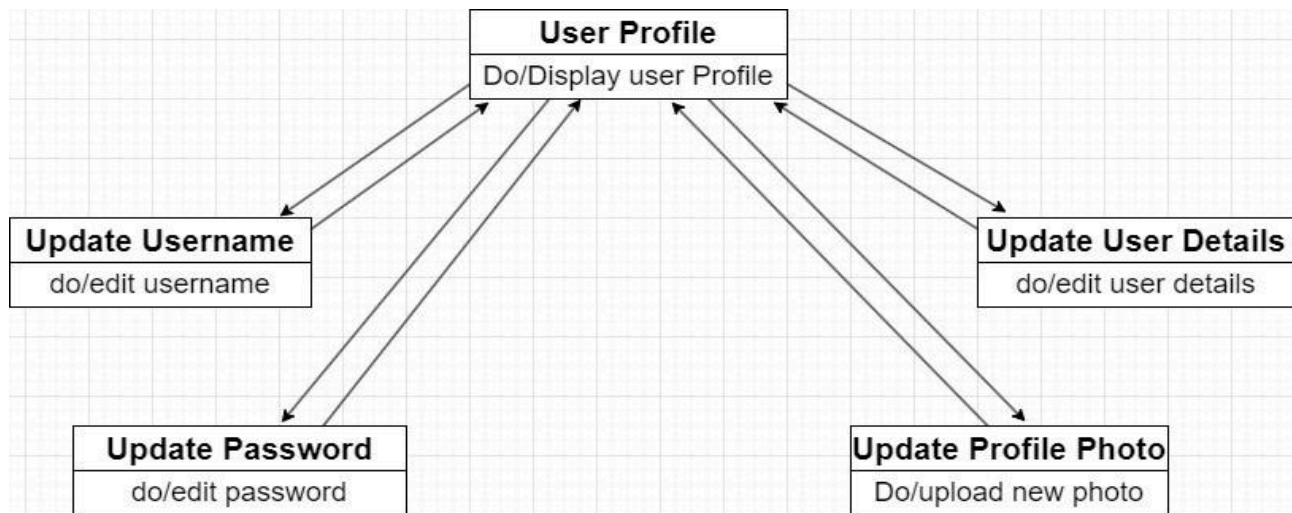 User Profile
Do/Display user Profile
Update Username
do/edit username
Update User Details
do/edit user details
Update Password
do/edit password
Update Profile Photo
Do/upload new photo